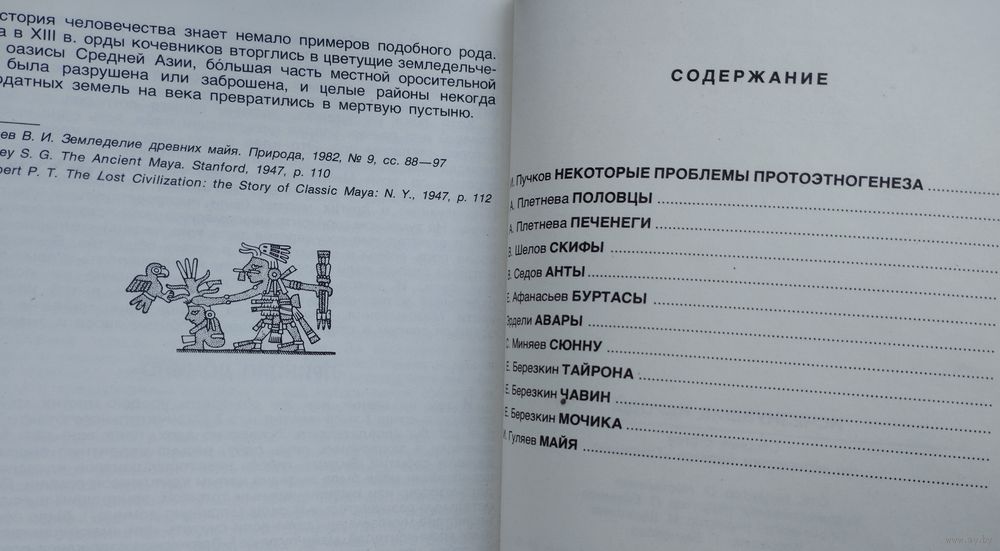 стория человечества знает немало примеров подобного рода.
а в XIII в. орды кочевников вторглись в цветущие земледельче-
оазисы Средней Азии, бо́льшая часть местной оросительной
была разрушена или заброшена, и целые районы некогда
одатных земель на века превратились в мертвую пустыню.
ев В. И. Земледелие древних майя. Природа, 1982, № 9, сс. 88—97
ey S. G. The Ancient Maya. Stanford, 1947, p. 110
bert P. T. The Lost Civilization: the Story of Classic Maya: N. Y., 1947, p. 112
СОДЕРЖАНИЕ
И. Пучков НЕКОТОРЫЕ ПРОБЛЕМЫ ПРОТОЭТНОГЕНЕЗА
А. Плетнева ПОЛОВЦЫ
А. Плетнева ПЕЧЕНЕГИ
В. Шелов СКИФЫ
В. Седов АНТЫ
Е. Афанасьев БУРТАСЫ
Эрдели АВАРЫ
С. Миняев СЮННУ
Е. Березкин ТАЙРОНА
Е. Березкин ЧАВИН
Е. Березкин МОЧИКА
И. Гуляев МАЙЯ
www.ay.by